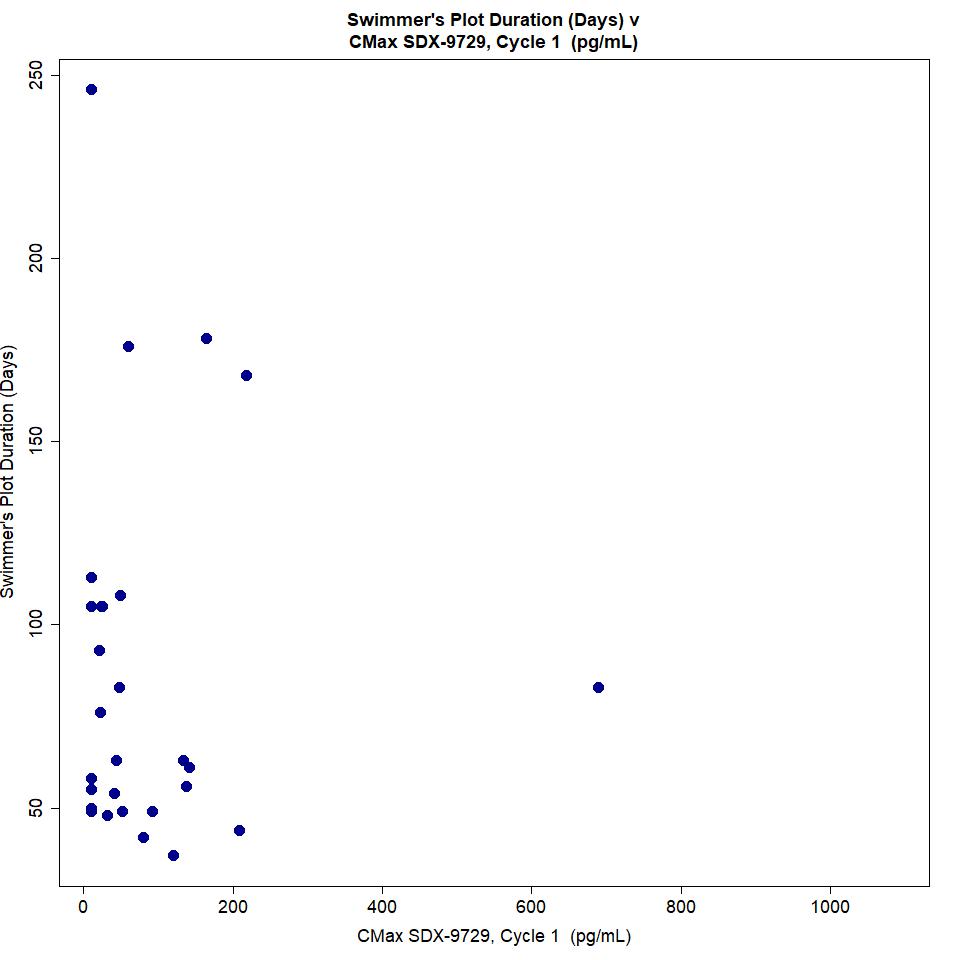 Swimmer's Plot Duration (Days) v
CMax SDX-9729, Cycle 1  (pg/mL)
Swimmer's Plot Duration (Days)
250
200
150
100
50
0 200 400 600 800 1000
CMax SDX-9729, Cycle 1  (pg/mL)